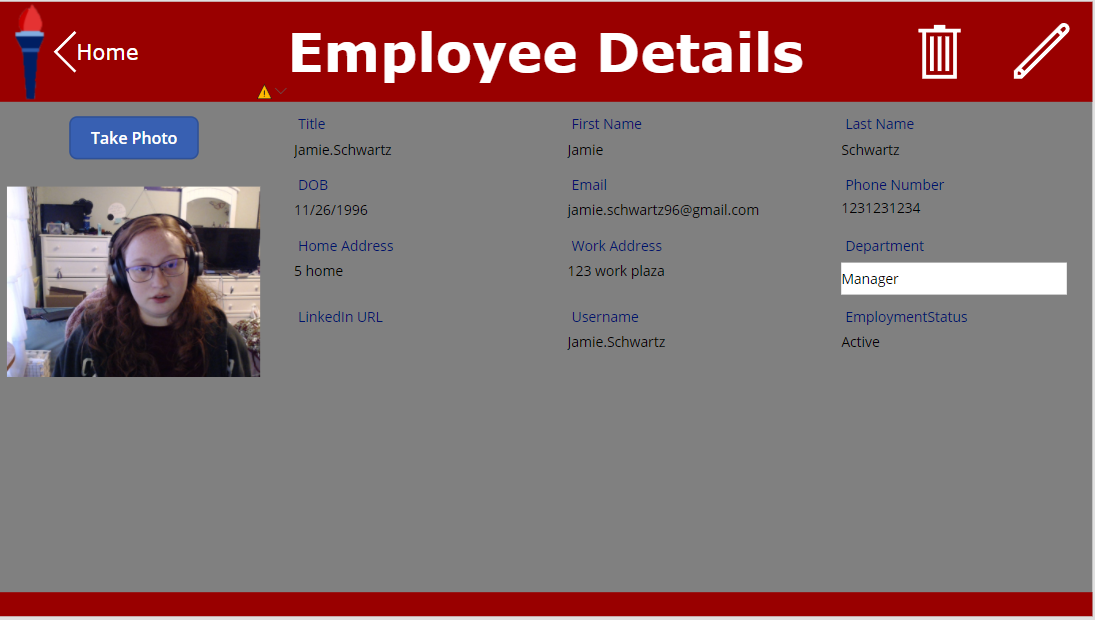 Home
Employee Details
Take Photo
Title
First Name
Last Name
Jamie.Schwartz
Jamie
Schwartz
DOB
Email
Phone Number
11/26/1996
jamie.schwartz96@gmail.com
1231231234
Home Address
Work Address
Department
5 home
123 work plaza
Manager
LinkedIn URL
Username
EmploymentStatus
Jamie.Schwartz
Active